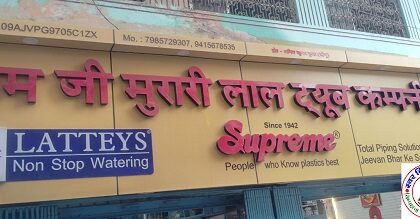 09AJVPG9705C1ZX Mo. : 7985729307, 9415678535
म जी मुरारी लाल ट्यूब कम्पनी
LATTEYS®
Non Stop Watering
Since 1942
Supreme®
People who Know plastics best
Total Piping Solution
Jeevan Bhar Ke S